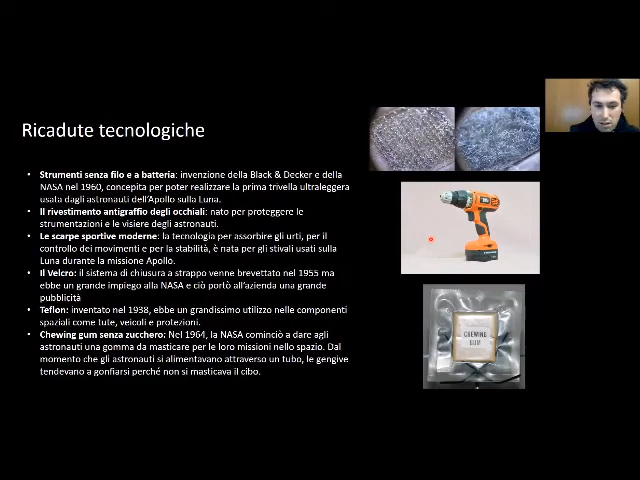 Ricadute tecnologiche
• Strumenti senza filo e a batteria: invenzione della Black & Decker e della
NASA nel 1960, concepita per poter realizzare la prima trivella ultraleggera
usata dagli astronauti dell'Apollo sulla Luna.
• Il rivestimento antigraffio degli occhiali: nato per proteggere le
strumentazioni e le visiere degli astronauti.
• Le scarpe sportive moderne: la tecnologia per assorbire gli urti, per il
controllo dei movimenti e per la stabilità, è nata per gli stivali usati sulla
Luna durante la missione Apollo.
• Il Velcro: il sistema di chiusura a strappo venne brevettato nel 1955 ma
ebbe un grande impiego alla NASA e ciò portò all'azienda una grande
pubblicità
• Teflon: inventato nel 1938, ebbe un grandissimo utilizzo nelle componenti
spaziali come tute, veicoli e protezioni.
• Chewing gum senza zucchero: Nel 1964, la NASA cominciò a dare agli
astronauti una gomma da masticare per le loro missioni nello spazio. Dal
momento che gli astronauti si alimentavano attraverso un tubo, le gengive
tendevano a gonfiarsi perché non si masticava il cibo.
CHEWING
GUM